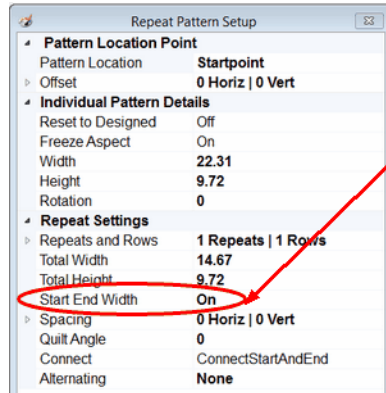 Repeat Pattern Setup
Pattern Location Point
Pattern Location Startpoint
Offset 0 Horiz | 0 Vert
Individual Pattern Details
Reset to Designed Off
Freeze Aspect On
Width 22.31
Height 9.72
Rotation 0
Repeat Settings
Repeats and Rows 1 Repeats | 1 Rows
Total Width 14.67
Total Height 9.72
Start End Width On
Spacing 0 Horiz | 0 Vert
Quilt Angle 0
Connect ConnectStartAndEnd
Alternating None